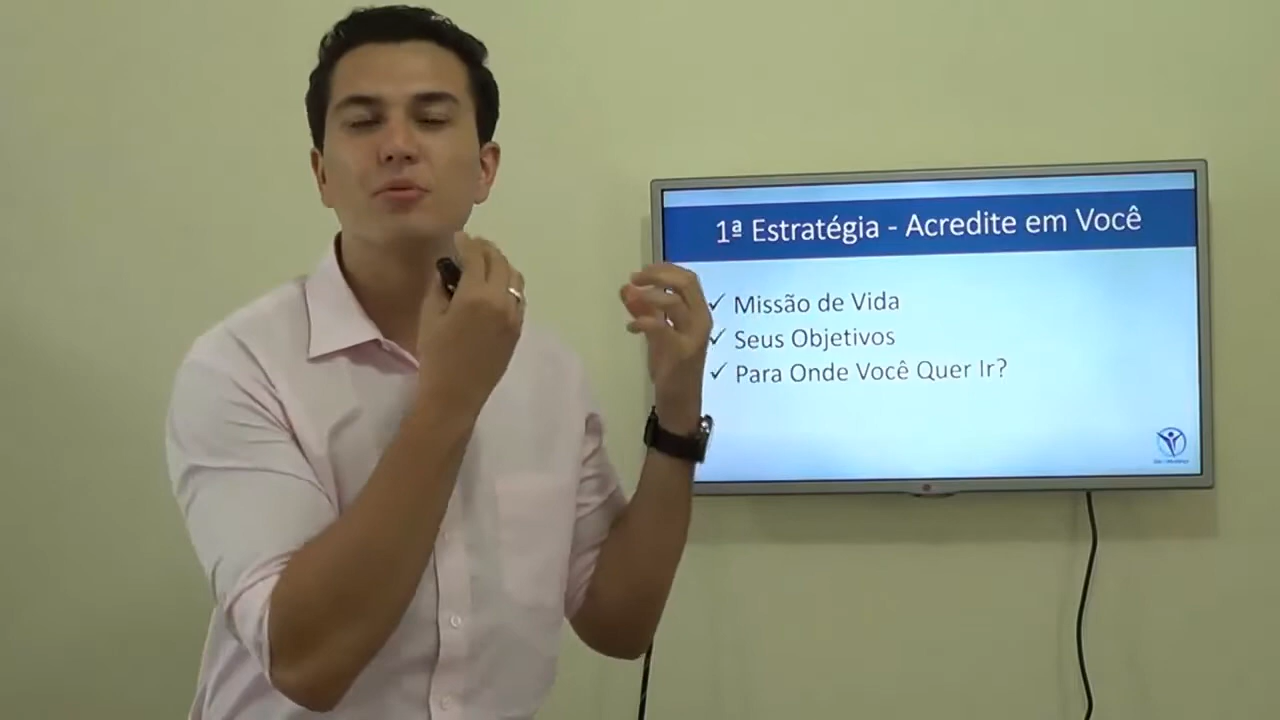 1ª Estratégia - Acredite em Você
✓ Missão de Vida
✓ Seus Objetivos
✓ Para Onde Você Quer Ir?